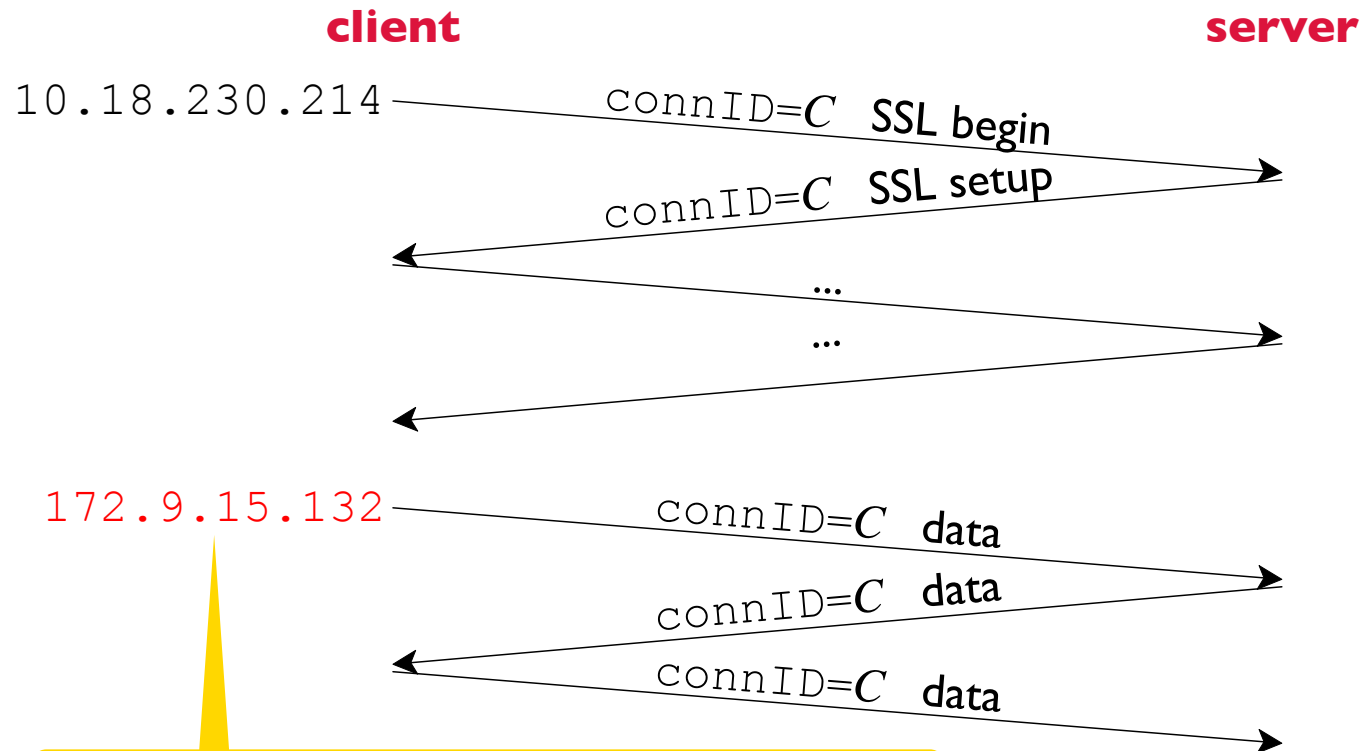 client server
10.18.230.214 connID=C SSL begin
connID=C SSL setup
...
...
172.9.15.132 connID=C data
connID=C data
connID=C data